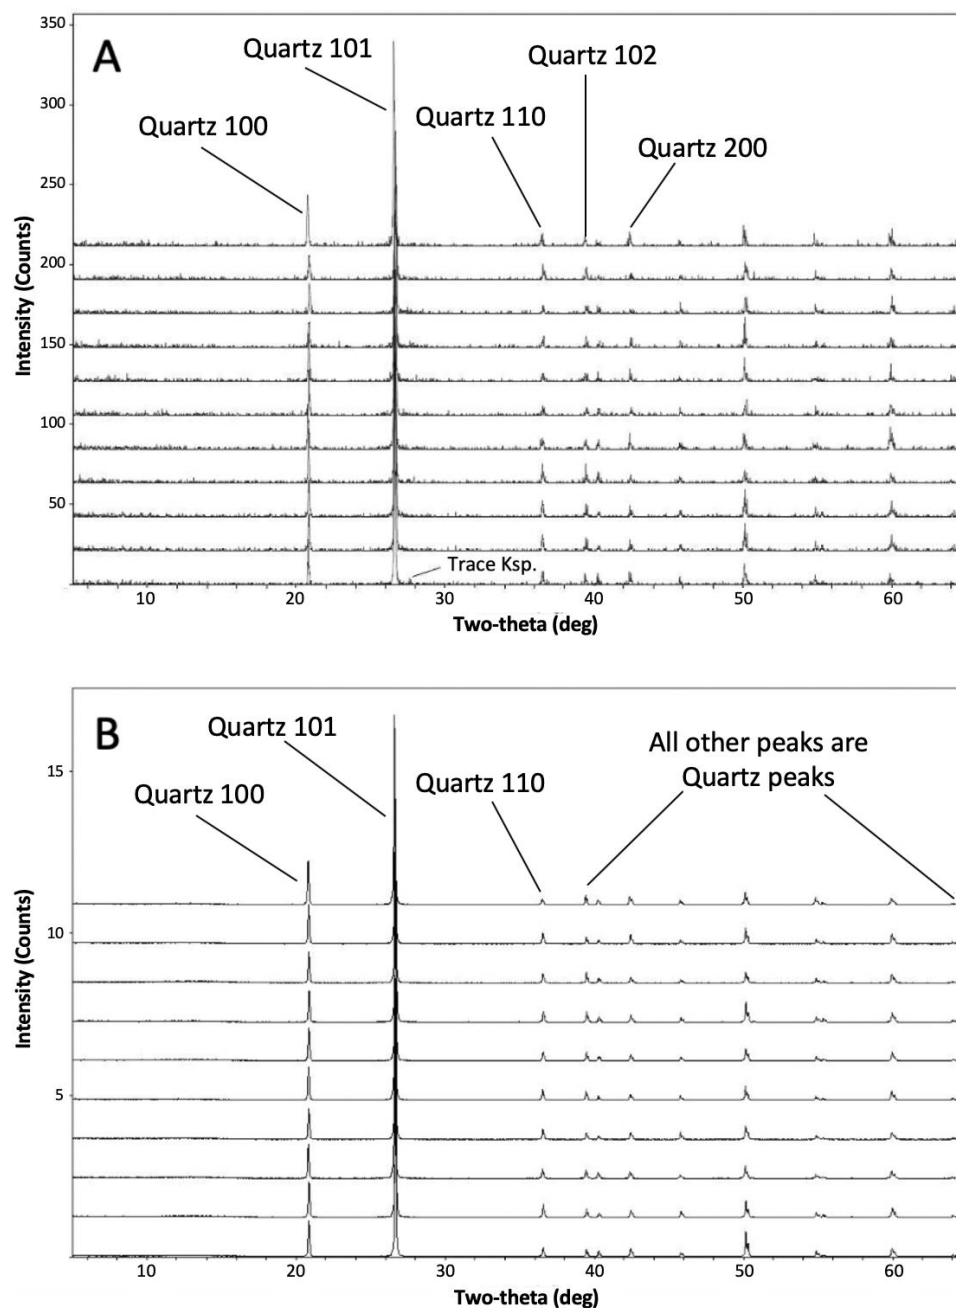 A
Quartz 101
Quartz 102
Quartz 100
Quartz 110
Quartz 200
350
300
250
200
150
100
50
Intensity (Counts)
Trace Ksp.
10 20 30 40 50 60
Two-theta (deg)
B
Quartz 101
Quartz 100
Quartz 110
All other peaks are
Quartz peaks
15
10
5
Intensity (Counts)
10 20 30 40 50 60
Two-theta (deg)